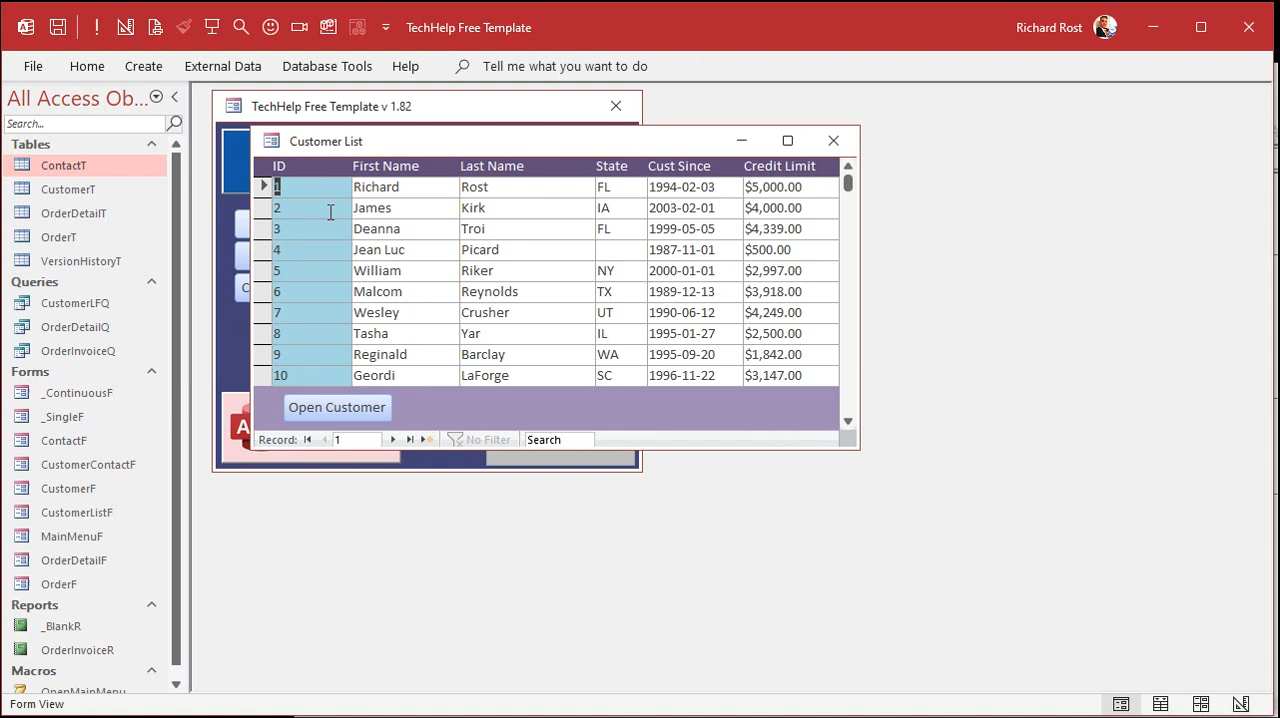 TechHelp Free Template
Richard Rost
File Home Create External Data Database Tools Help Tell me what you want to do
All Access Ob...
Search...
Tables
ContactT
CustomerT
OrderDetailT
OrderT
VersionHistoryT
Queries
CustomerLFQ
OrderDetailQ
OrderInvoiceQ
Forms
_ContinuousF
_SingleF
ContactF
CustomerContactF
CustomerF
CustomerListF
MainMenuF
OrderDetailF
OrderF
Reports
_BlankR
OrderInvoiceR
Macros
OpenMainMenu
TechHelp Free Template v 1.82
Customer List
ID First Name Last Name State Cust Since Credit Limit
1 Richard Rost FL 1994-02-03 $5,000.00
2 James Kirk IA 2003-02-01 $4,000.00
3 Deanna Troi FL 1999-05-05 $4,339.00
4 Jean Luc Picard 1987-11-01 $500.00
5 William Riker NY 2000-01-01 $2,997.00
6 Malcom Reynolds TX 1989-12-13 $3,918.00
7 Wesley Crusher UT 1990-06-12 $4,249.00
8 Tasha Yar IL 1995-01-27 $2,500.00
9 Reginald Barclay WA 1995-09-20 $1,842.00
10 Geordi LaForge SC 1996-11-22 $3,147.00
Open Customer
Record: 1 No Filter Search
Form View